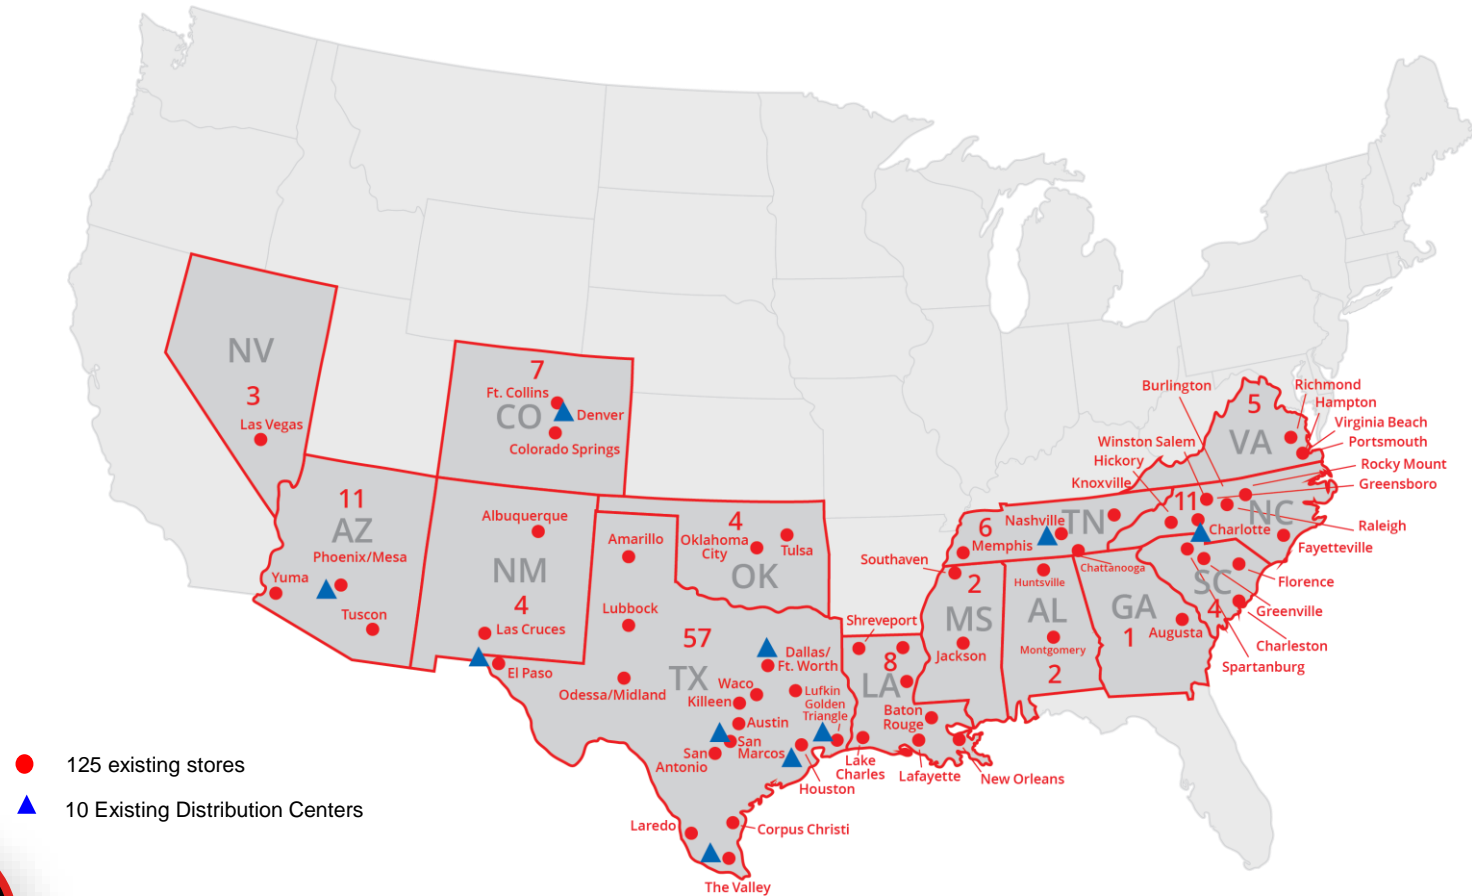 NV
3
Las Vegas
7
Ft. Collins
CO
Denver
Colorado Springs
11
AZ
Phoenix/Mesa
Yuma
Tuscon
Albuquerque
NM
4
Las Cruces
El Paso
4
Oklahoma
City
Tulsa
OK
Amarillo
Lubbock
57
TX
Dallas/
Ft. Worth
Odessa/Midland
Waco
Killeen
Lufkin
Golden
Triangle
Austin
San
Marcos
San
Antonio
Houston
Laredo
Corpus Christi
The Valley
Shreveport
8
LA
Baton
Rouge
Lake
Charles
Lafayette
New Orleans
Southaven
2
MS
Jackson
Huntsville
AL
Montgomery
2
GA
1
Augusta
6
Nashville
TN
Memphis
Knoxville
Chattanooga
Burlington
Winston Salem
Hickory
11
NC
Charlotte
5
VA
Richmond
Hampton
Virginia Beach
Portsmouth
Rocky Mount
Greensboro
Raleigh
Fayetteville
SC
4
Florence
Greenville
Charleston
Spartanburg
125 existing stores
10 Existing Distribution Centers